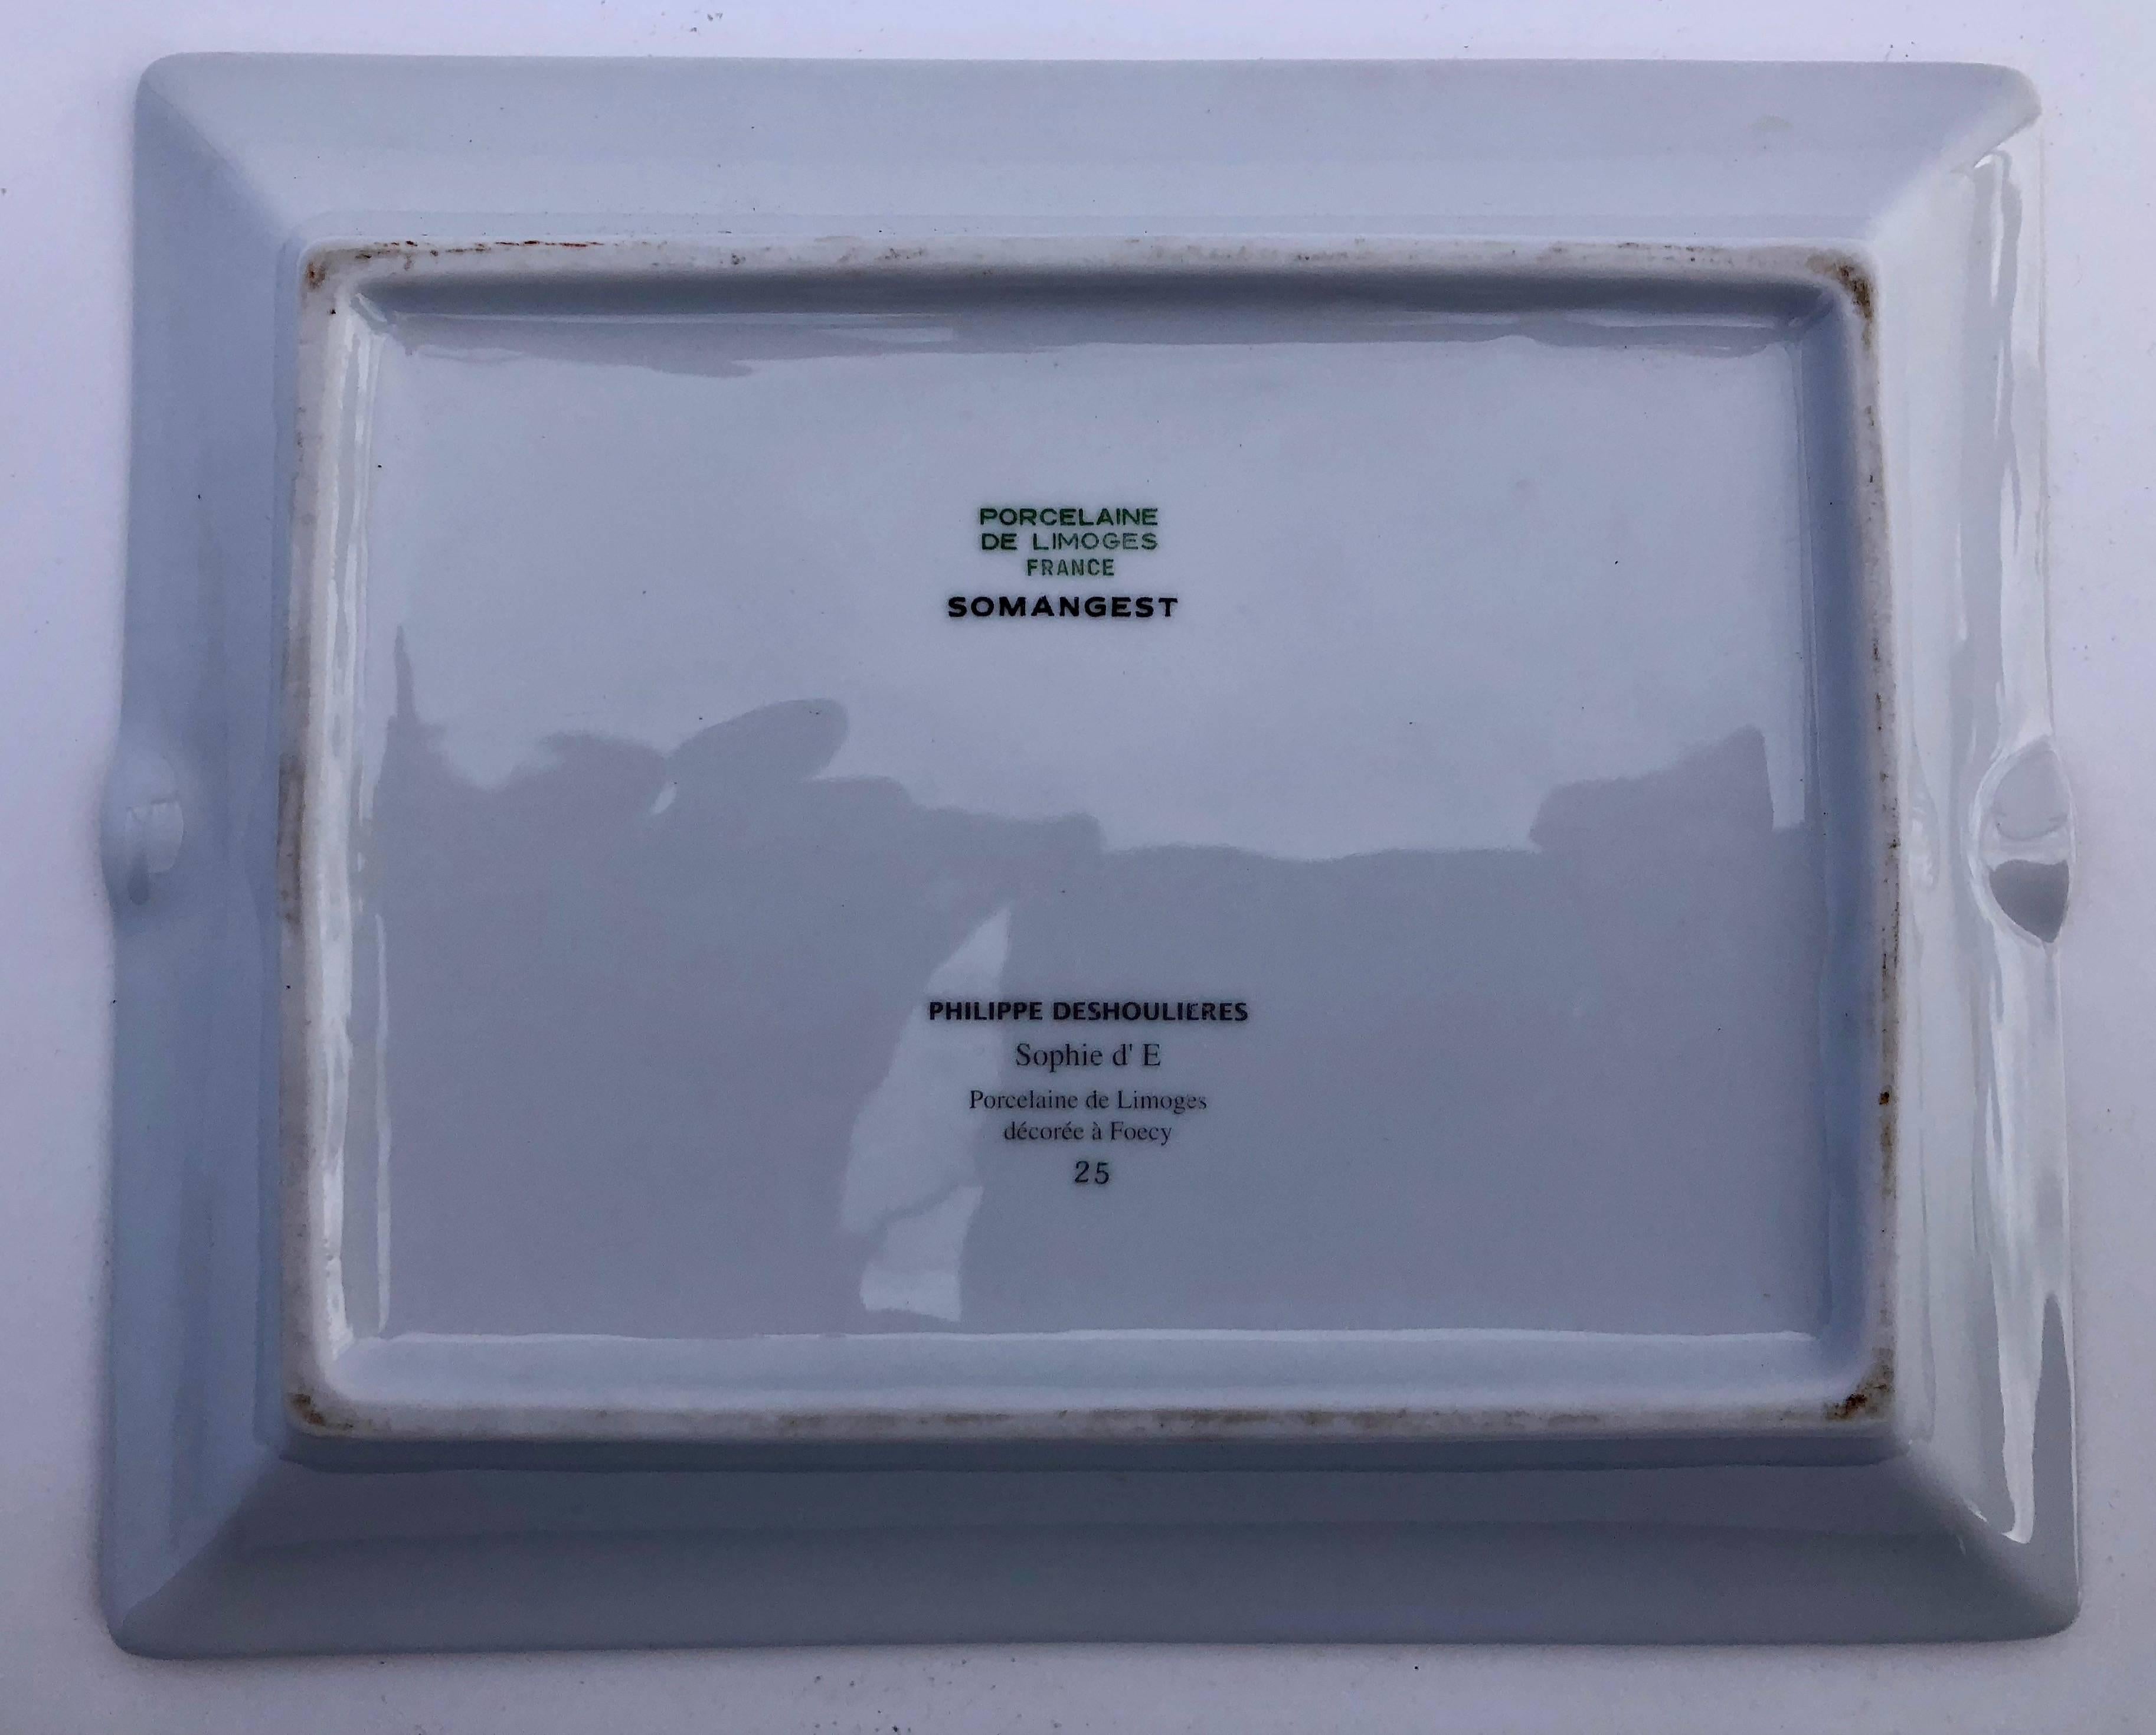 PORCELAINE
DE LIMOGES
FRANCE
SOMANGEST
PHILIPPE DESHOULIERES
Sophie d' E
Porcelaine de Limoges
décorée à Foecy
25